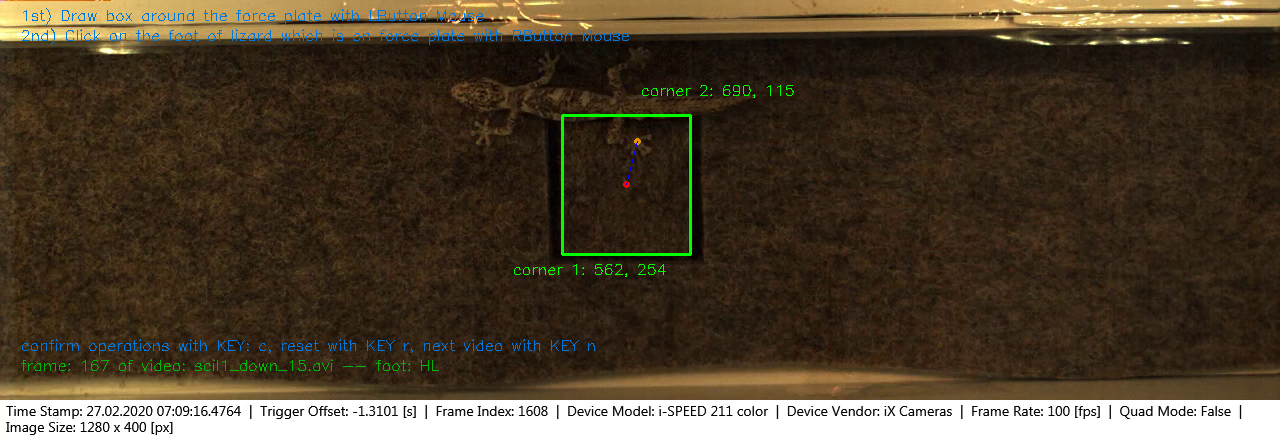 1st) Draw box around the force plate with LButton Mouse
2nd) Click on the foot of lizard which is on force plate with RButton Mouse
corner 2: 690, 115
corner 1: 562, 254
confirm operations with KEY: c, reset with KEY r, next video with KEY n
frame: 167 of video: scil1_down_15.avi -- foot: HL
Time Stamp: 27.02.2020 07:09:16.4764 | Trigger Offset: -1.3101 [s] | Frame Index: 1608 | Device Model: i-SPEED 211 color | Device Vendor: iX Cameras | Frame Rate: 100 [fps] | Quad Mode: False |
Image Size: 1280 x 400 [px]